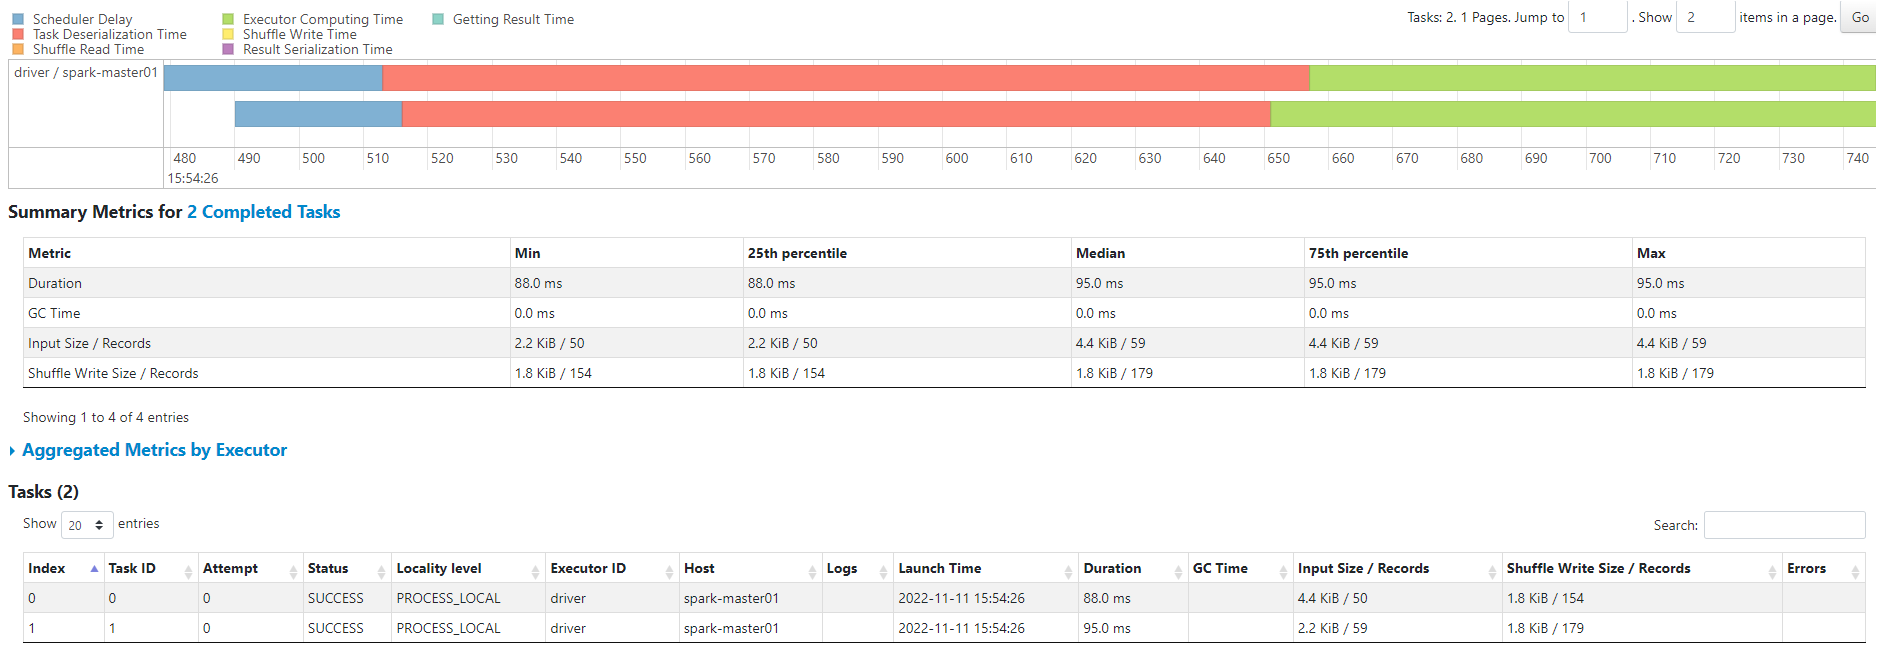 Scheduler Delay Executor Computing Time Getting Result Time Tasks: 2. 1 Pages. Jump to 1 . Show 2 items in a page. Go
Task Deserialization Time Shuffle Write Time
Shuffle Read Time Result Serialization Time
driver / spark-master01
480 490 500 510 520 530 540 550 560 570 580 590 600 610 620 630 640 650 660 670 680 690 700 710 720 730 740
15:54:26
Summary Metrics for 2 Completed Tasks
Metric Min 25th percentile Median 75th percentile Max
Duration 88.0 ms 88.0 ms 95.0 ms 95.0 ms 95.0 ms
GC Time 0.0 ms 0.0 ms 0.0 ms 0.0 ms 0.0 ms
Input Size / Records 2.2 KiB / 50 2.2 KiB / 50 4.4 KiB / 59 4.4 KiB / 59 4.4 KiB / 59
Shuffle Write Size / Records 1.8 KiB / 154 1.8 KiB / 154 1.8 KiB / 179 1.8 KiB / 179 1.8 KiB / 179
Showing 1 to 4 of 4 entries
Aggregated Metrics by Executor
Tasks (2)
Show 20 entries Search:
Index Task ID Attempt Status Locality level Executor ID Host Logs Launch Time Duration GC Time Input Size / Records Shuffle Write Size / Records Errors
0 0 0 SUCCESS PROCESS_LOCAL driver spark-master01 2022-11-11 15:54:26 88.0 ms 4.4 KiB / 50 1.8 KiB / 154
1 1 0 SUCCESS PROCESS_LOCAL driver spark-master01 2022-11-11 15:54:26 95.0 ms 2.2 KiB / 59 1.8 KiB / 179